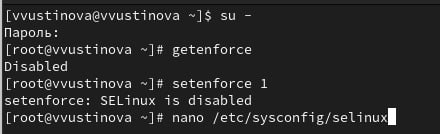 [vvustinova@vvustinova ~]$ su -
Пароль:
[root@vvustinova ~]# getenforce
Disabled
[root@vvustinova ~]# setenforce 1
setenforce: SELinux is disabled
[root@vvustinova ~]# nano /etc/sysconfig/selinux